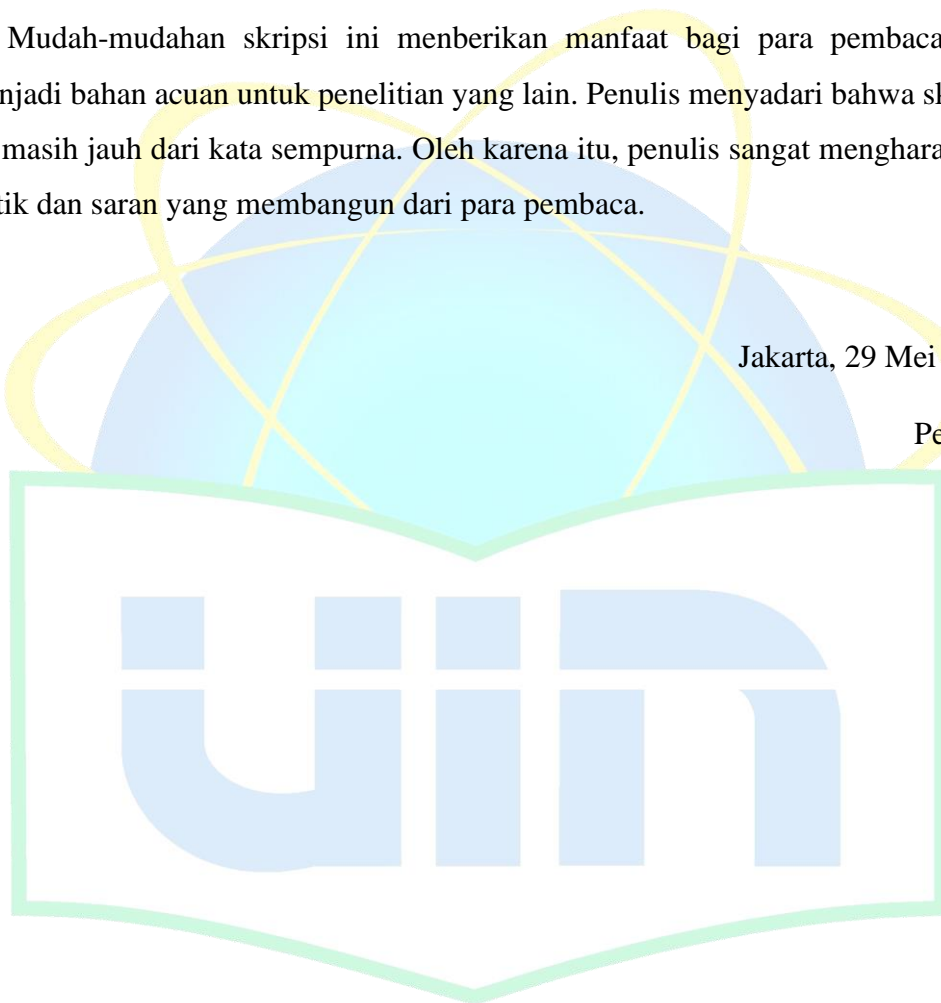 Mudah-mudahan skripsi ini menberikan manfaat bagi para pembaca
njadi bahan acuan untuk penelitian yang lain. Penulis menyadari bahwa sk
masih jauh dari kata sempurna. Oleh karena itu, penulis sangat menghara
tik dan saran yang membangun dari para pembaca.
Jakarta, 29 Mei
Pe
uin